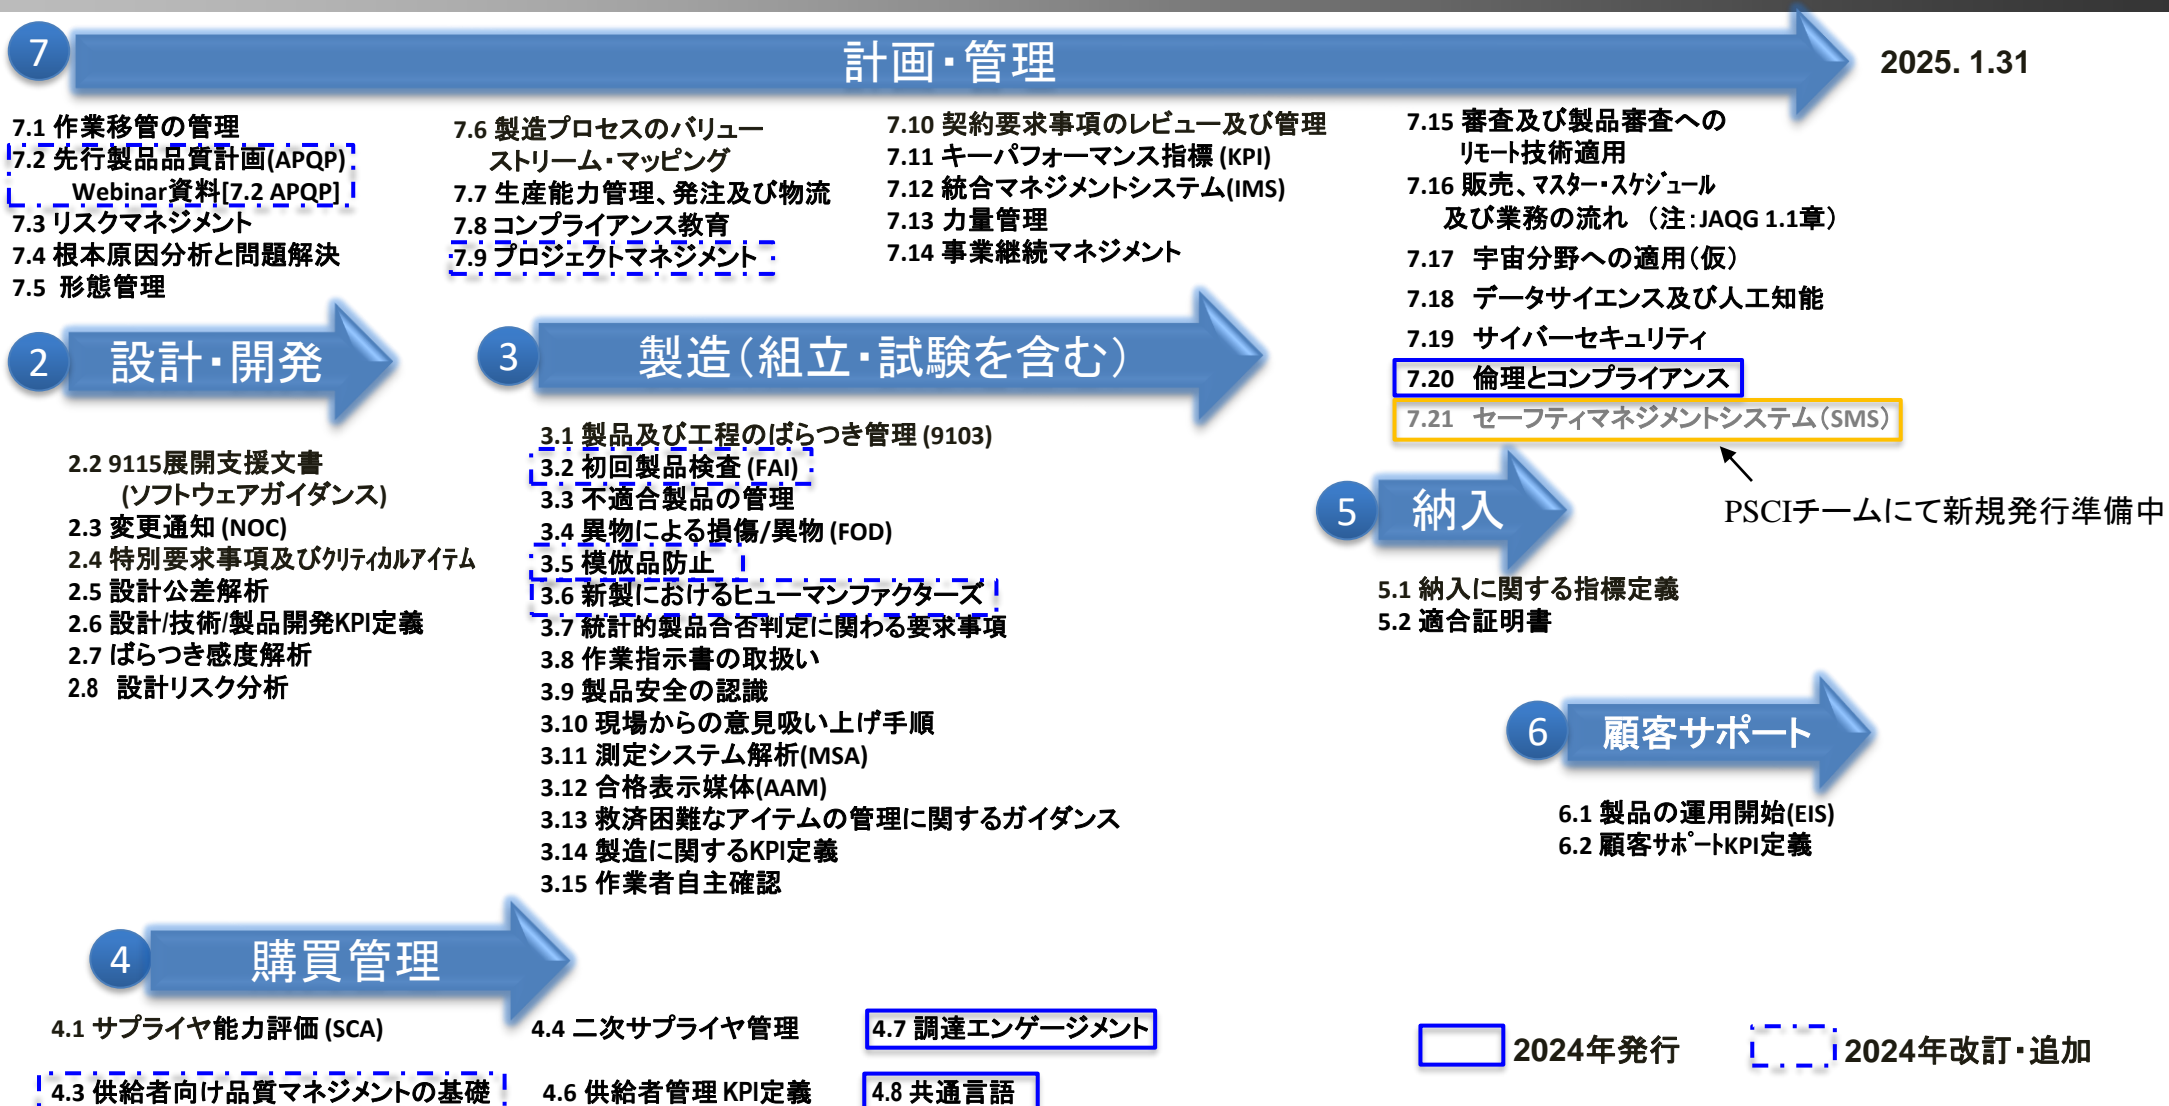 7
計画・管理
2025. 1.31
7.1 作業移管の管理
7.2 先行製品品質計画(APQP)
Webinar資料[7.2 APQP]
7.3 リスクマネジメント
7.4 根本原因分析と問題解決
7.5 形態管理
7.6 製造プロセスのバリュー
ストリーム・マッピング
7.7 生産能力管理、発注及び物流
7.8 コンプライアンス教育
7.9 プロジェクトマネジメント
7.10 契約要求事項のレビュー及び管理
7.11 キーパフォーマンス指標 (KPI)
7.12 統合マネジメントシステム(IMS)
7.13 力量管理
7.14 事業継続マネジメント
7.15 審査及び製品審査への
リモート技術適用
7.16 販売、マスター・スケジュール
及び業務の流れ （注：JAQG 1.1章）
7.17 宇宙分野への適用（仮）
7.18 データサイエンス及び人工知能
7.19 サイバーセキュリティ
7.20 倫理とコンプライアンス
7.21 セーフティマネジメントシステム（SMS）
PSCIチームにて新規発行準備中
2
設計・開発
2.2 9115展開支援文書
(ソフトウェアガイダンス)
2.3 変更通知 (NOC)
2.4 特別要求事項及びクリティカルアイテム
2.5 設計公差解析
2.6 設計/技術/製品開発KPI定義
2.7 ばらつき感度解析
2.8 設計リスク分析
3
製造（組立・試験を含む）
3.1 製品及び工程のばらつき管理 (9103)
3.2 初回製品検査 (FAI)
3.3 不適合製品の管理
3.4 異物による損傷/異物 (FOD)
3.5 模倣品防止
3.6 新製におけるヒューマンファクターズ
3.7 統計的製品合否判定に関わる要求事項
3.8 作業指示書の取扱い
3.9 製品安全の認識
3.10 現場からの意見吸い上げ手順
3.11 測定システム解析(MSA)
3.12 合格表示媒体(AAM)
3.13 救済困難なアイテムの管理に関するガイダンス
3.14 製造に関するKPI定義
3.15 作業者自主確認
5
納入
5.1 納入に関する指標定義
5.2 適合証明書
6
顧客サポート
6.1 製品の運用開始(EIS)
6.2 顧客サポートKPI定義
4
購買管理
4.1 サプライヤ能力評価 (SCA)
4.3 供給者向け品質マネジメントの基礎
4.4 二次サプライヤ管理
4.6 供給者管理 KPI定義
4.7 調達エンゲージメント
4.8 共通言語
2024年発行
2024年改訂・追加